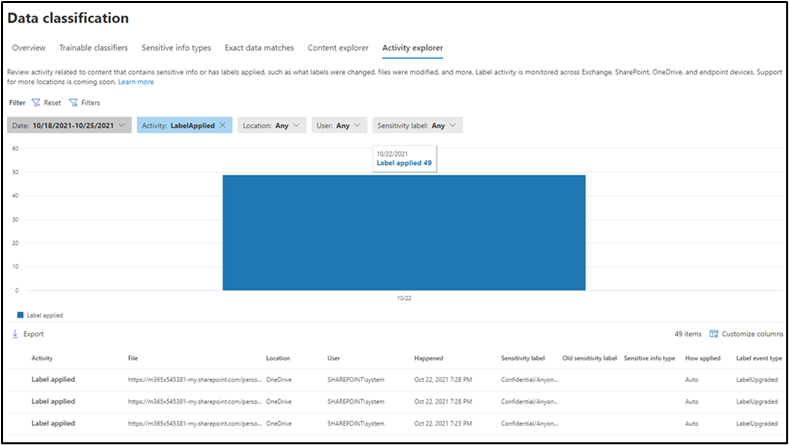 Data classification
Overview Trainable classifiers Sensitive info types Exact data matches Content explorer Activity explorer
Review activity related to content that contains sensitive info or has labels applied, such as what labels were changed, files were modified, and more. Label activity is monitored across Exchange, SharePoint, OneDrive, and endpoint devices. Support
for more locations is coming soon. Learn more
Filter Reset Filters
Date: 10/18/2021-10/25/2021 Activity: LabelApplied Location: Any User: Any Sensitivity label: Any
60
10/22/2021
Label applied 49
50
40
30
20
10
0
10/22
Label applied
Export 49 items Customize columns
Activity File Location User Happened Sensitivity label Old sensitivity label Sensitive info type How applied Label event type
Label applied https://m365x545381-my.sharepoint.com/perso... OneDrive SHAREPOINT\system Oct 22, 2021 7:28 PM Confidential/Anyon... Auto LabelUpgraded
Label applied https://m365x545381-my.sharepoint.com/perso... OneDrive SHAREPOINT\system Oct 22, 2021 7:28 PM Confidential/Anyon... Auto LabelUpgraded
Label applied https://m365x545381-my.sharepoint.com/perso... OneDrive SHAREPOINT\system Oct 22, 2021 7:23 PM Confidential/Anyon... Auto LabelUpgraded